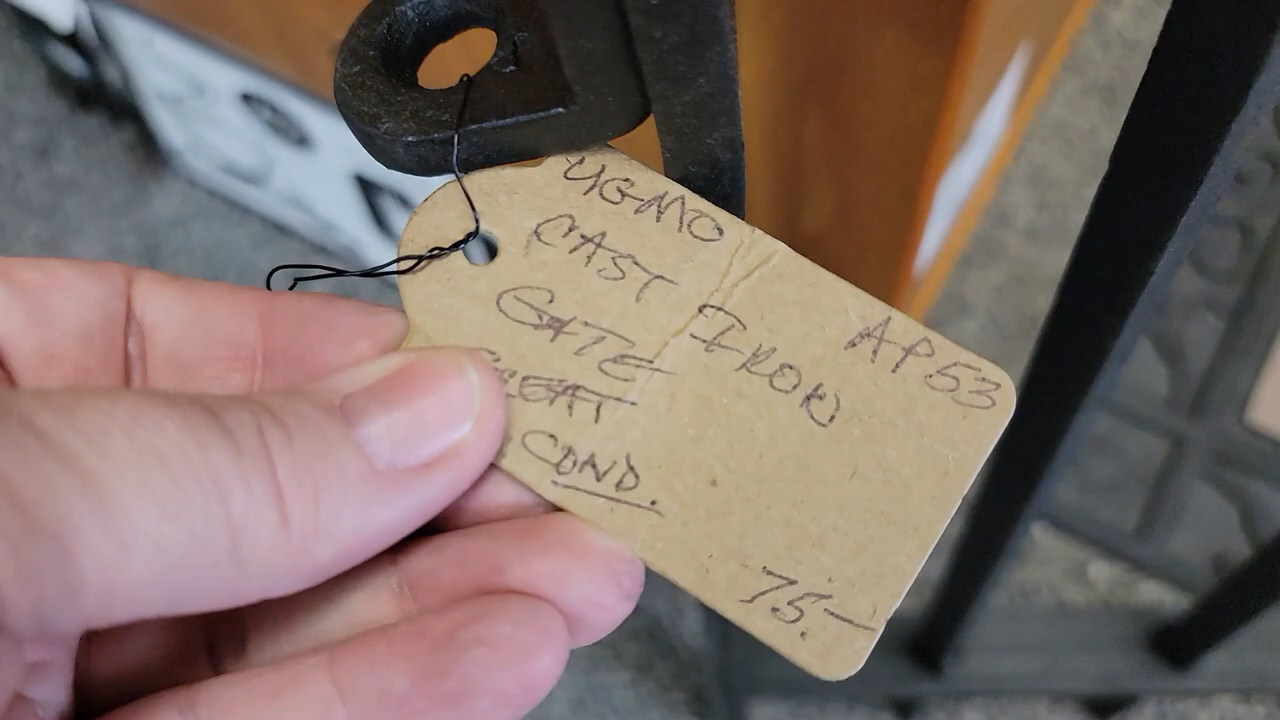 UGMO
CAST IRON
GATE
GREAT
COND.
AP53
75.-